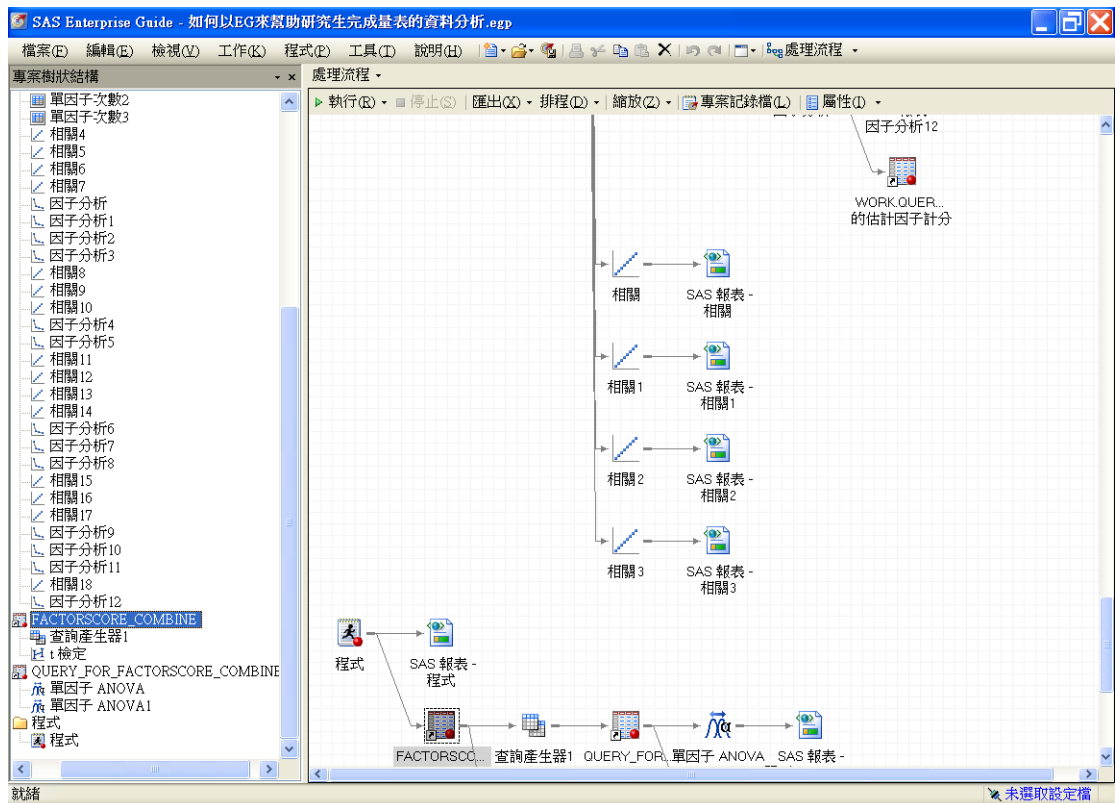 SAS Enterprise Guide - 如何以EG來幫助研究生完成量表的資料分析.egp
檔案(F) 編輯(E) 檢視(V) 工作(K) 程式(P) 工具(T) 說明(H) 處理流程
專案樹狀結構
處理流程
執行(R) 停止(S) 匯出(X) 排程(D) 縮放(Z) 專案記錄檔(L) 屬性(I)
單因子次數2
單因子次數3
相關4
相關5
相關6
相關7
因子分析
因子分析1
因子分析2
因子分析3
相關8
相關9
相關10
因子分析4
因子分析5
相關11
相關12
相關13
相關14
因子分析6
因子分析7
因子分析8
相關15
相關16
相關17
因子分析9
因子分析10
因子分析11
相關18
因子分析12
FACTORSCORE_COMBINE
查詢產生器1
t 檢定
QUERY_FOR_FACTORSCORE_COMBINE
單因子 ANOVA
單因子 ANOVA1
程式
程式
因子分析12
WORK.QUER...
的估計因子計分
相關
SAS 報表 -
相關
相關1
SAS 報表 -
相關1
相關2
SAS 報表 -
相關2
相關3
SAS 報表 -
相關3
程式
SAS 報表 -
程式
FACTORSCO...
查詢產生器1
QUERY_FOR...
單因子 ANOVA
SAS 報表 -
就緒
未選取設定檔